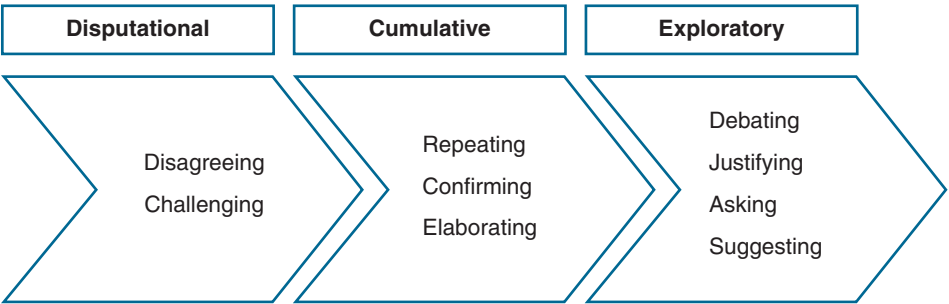 Disputational
Cumulative
Exploratory
Disagreeing
Challenging
Repeating
Confirming
Elaborating
Debating
Justifying
Asking
Suggesting